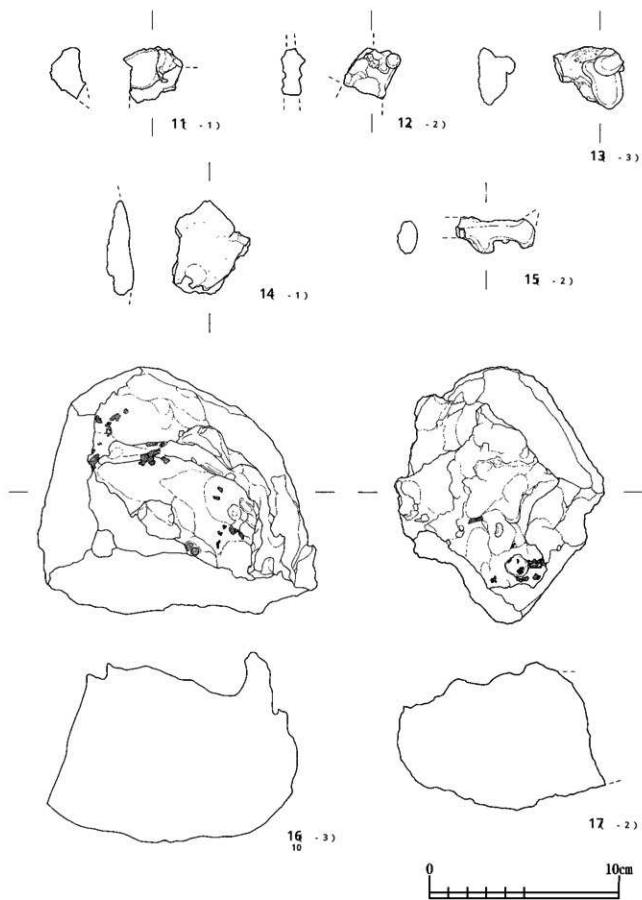 11( - 1 )
12( - 2 )
13( - 3 )
14( - 1 )
15( - 2 )
16( - 3 )
10
17( - 2 )
0 10cm